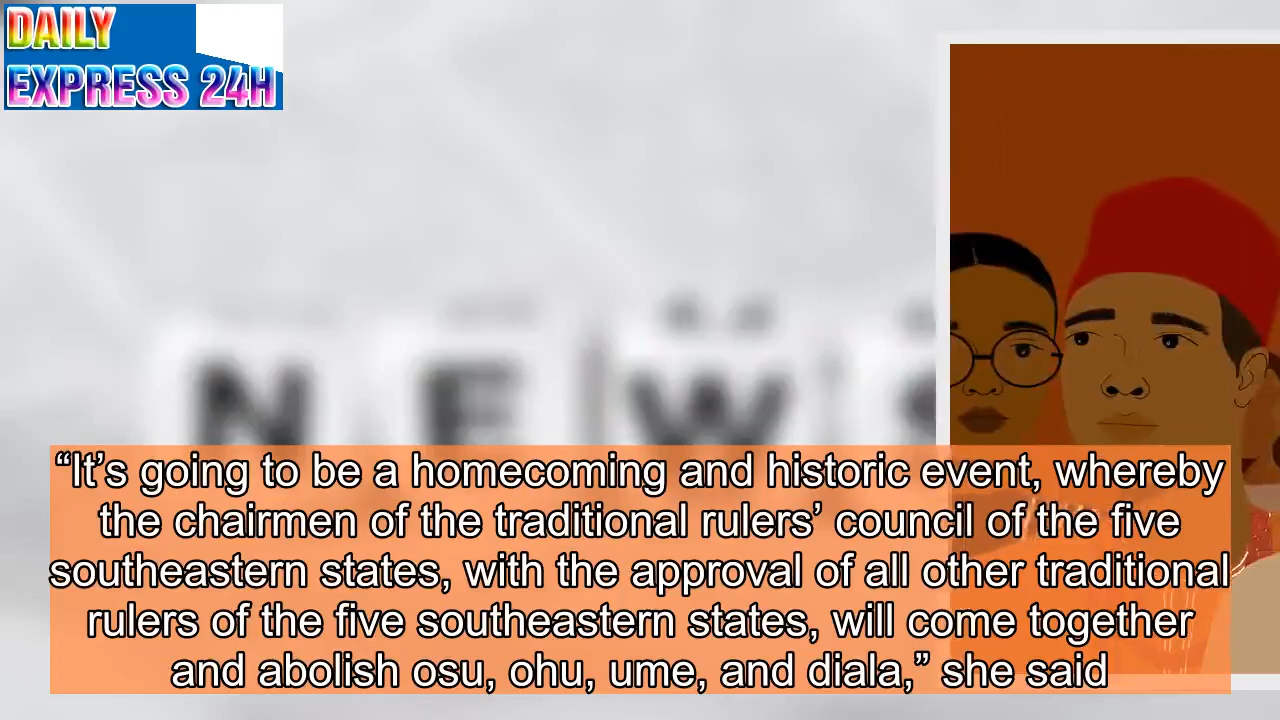 DAILY
EXPRESS 24H
NEWS
“It’s going to be a homecoming and historic event, whereby
the chairmen of the traditional rulers’ council of the five
southeastern states, with the approval of all other traditional
rulers of the five southeastern states, will come together
and abolish osu, ohu, ume, and diala,” she said